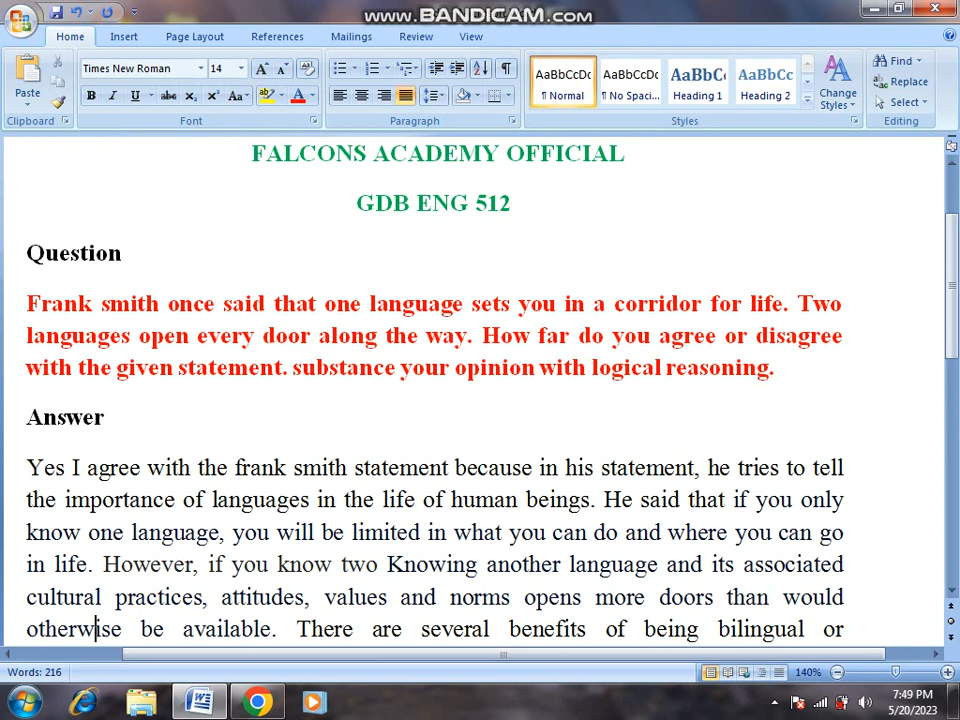 www.BANDICAM.com
Home Insert Page Layout References Mailings Review View
Paste
Clipboard
Times New Roman 14
B I U abc X₂ X² Aa
Font
Paragraph
AaBbCcDc AaBbCcDc AaBbCc AaBbCc
¶ Normal ¶ No Spaci... Heading 1 Heading 2
Styles
Change Styles
Find
Replace
Select
Editing
FALCONS ACADEMY OFFICIAL
GDB ENG 512
Question
Frank smith once said that one language sets you in a corridor for life. Two
languages open every door along the way. How far do you agree or disagree
with the given statement. substance your opinion with logical reasoning.
Answer
Yes I agree with the frank smith statement because in his statement, he tries to tell
the importance of languages in the life of human beings. He said that if you only
know one language, you will be limited in what you can do and where you can go
in life. However, if you know two Knowing another language and its associated
cultural practices, attitudes, values and norms opens more doors than would
otherwise be available. There are several benefits of being bilingual or
Words: 216
140%
7:49 PM
5/20/2023